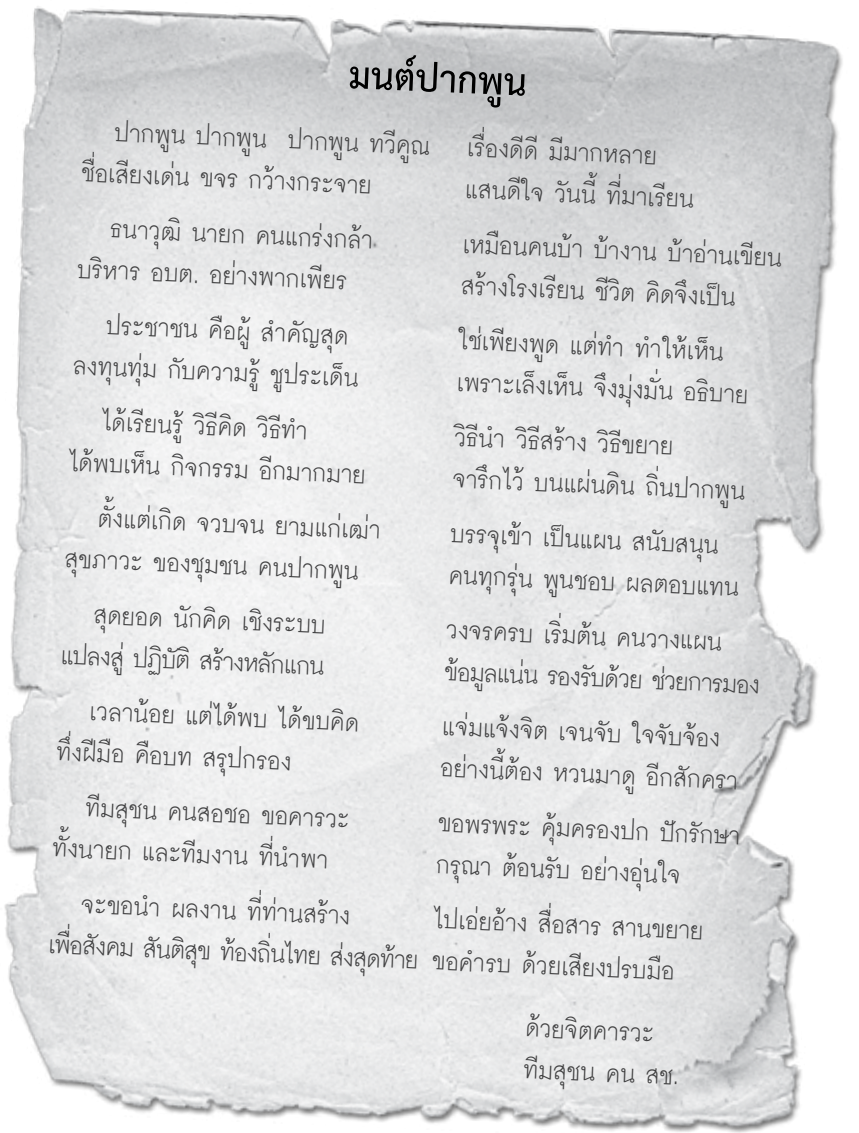 มนต์ปากพูน
ปากพูน ปากพูน ปากพูน ทวีคูณ เรื่องดีดี มีมากหลาย
ชื่อเสียงเด่น ขจร กว้างกระจาย แสนดีใจ วันนี้ ที่มาเรียน
ธนาวุฒิ นายก คนแกร่งกล้า เหมือนคนบ้า บ้างาน บ้าอ่านเขียน
บริหาร อบต. อย่างพากเพียร สร้างโรงเรียน ชีวิต คิดจึงเป็น
ประชาชน คือผู้ สำคัญสุด ใช่เพียงพูด แต่ทำ ทำให้เห็น
ลงทุนทุ่ม กับความรู้ ชูประเด็น เพราะเล็งเห็น จึงมุ่งมั่น อธิบาย
ได้เรียนรู้ วิธีคิด วิธีทำ วิธีนำ วิธีสร้าง วิธีขยาย
ได้พบเห็น กิจกรรม อีกมากมาย จารึกไว้ บนแผ่นดิน ถิ่นปากพูน
ตั้งแต่เกิด จวบจน ยามแก่เฒ่า บรรจุเข้า เป็นแผน สนับสนุน
สุขภาวะ ของชุมชน คนปากพูน คนทุกรุ่น พูนชอบ ผลตอบแทน
สุดยอด นักคิด เชิงระบบ วงจรครบ เริ่มต้น คนวางแผน
แปลงสู่ ปฏิบัติ สร้างหลักแกน ข้อมูลแน่น รองรับด้วย ช่วยการมอง
เวลาน้อย แต่ได้พบ ได้ขบคิด แจ่มแจ้งจิต เจนจับ ใจจับจ้อง
ทึ่งฝีมือ คือบท สรุปกรอง อย่างนี้ต้อง หวนมาดู อีกสักครา
ทีมสุชน คนสอชอ ขอคารวะ ขอพรพระ คุ้มครองปก ปักรักษา
ทั้งนายก และทีมงาน ที่นำพา กรุณา ต้อนรับ อย่างอุ่นใจ
จะขอนำ ผลงาน ที่ท่านสร้าง ไปเอ่ยอ้าง สื่อสาร สานขยาย
เพื่อสังคม สันติสุข ท้องถิ่นไทย ส่งสุดท้าย ขอคำรบ ด้วยเสียงปรบมือ
ด้วยจิตคารวะ
ทีมสุชน คน สช.